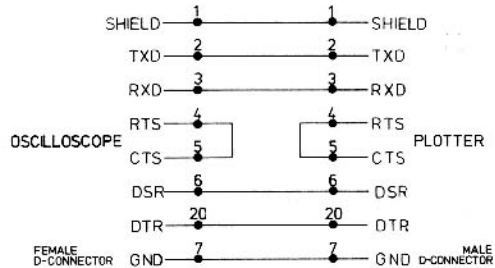 SHIELD 1 1 SHIELD
TXD 2 2 TXD
RXD 3 3 RXD
RTS 4 4 RTS
OSCILLOSCOPE PLOTTER
CTS 5 5 CTS
DSR 6 6 DSR
DTR 20 20 DTR
FEMALE
D-CONNECTOR
GND 7 7 GND
MALE
D-CONNECTOR